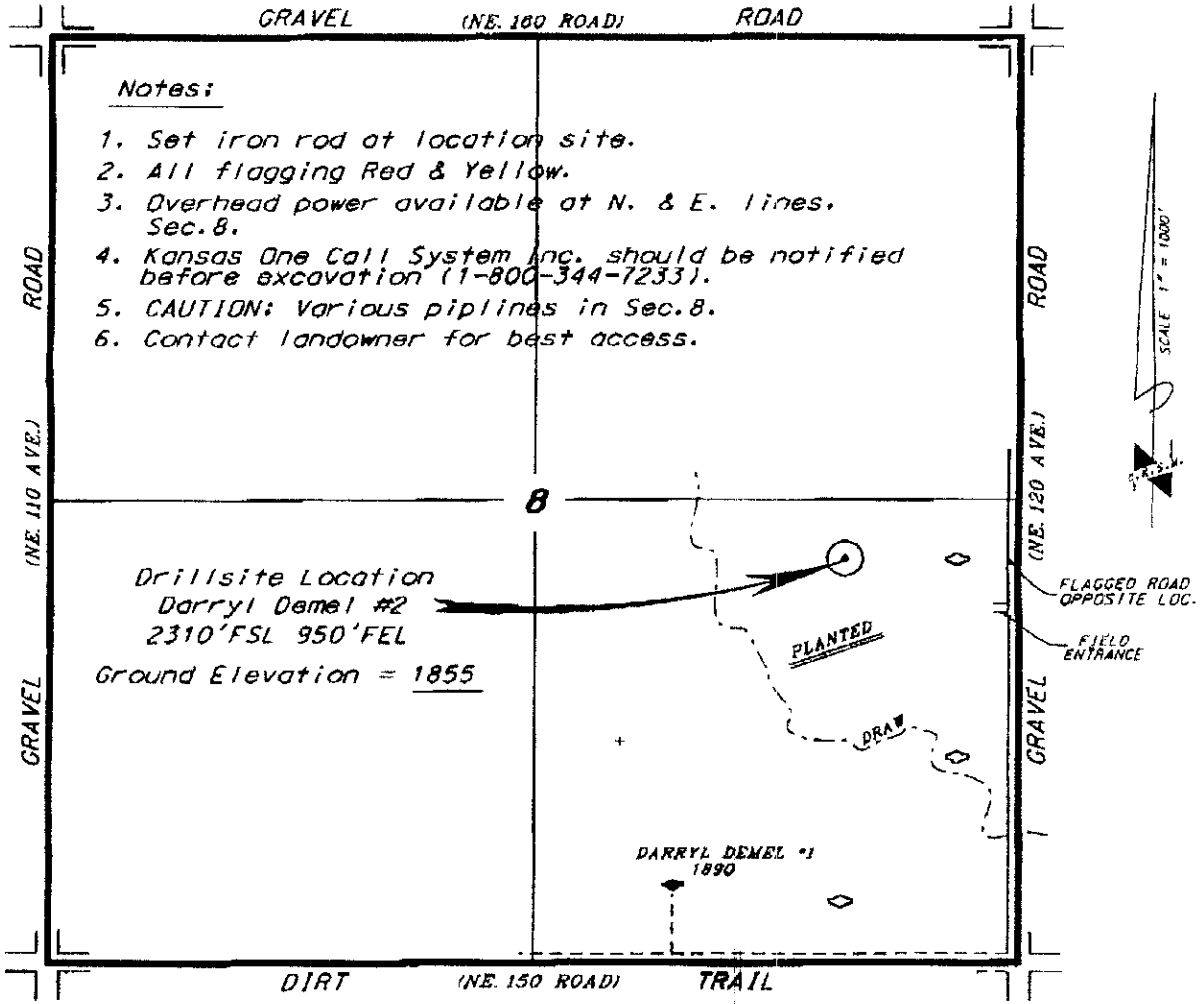 GRAVEL (NE. 160 ROAD) ROAD
Notes:
1. Set iron rod at location site.
2. All flagging Red & Yellow.
3. Overhead power available at N. & E. lines,
Sec.8.
4. Kansas One Call System Inc. should be notified
before excavation (1-800-344-7233).
5. CAUTION: Various piplines in Sec.8.
6. Contact landowner for best access.
ROAD
(NE. 110 AVE.)
GRAVEL
ROAD
(NE. 120 AVE.)
GRAVEL
SCALE 1" = 1000'
8
Drillsite Location
Darryl Demel #2
2310'FSL 950'FEL
Ground Elevation = 1855
FLAGGED ROAD
OPPOSITE LOC.
FIELD
ENTRANCE
PLANTED
DRAW
DARRYL DEMEL #1
1890
DIRT (NE. 150 ROAD) TRAIL